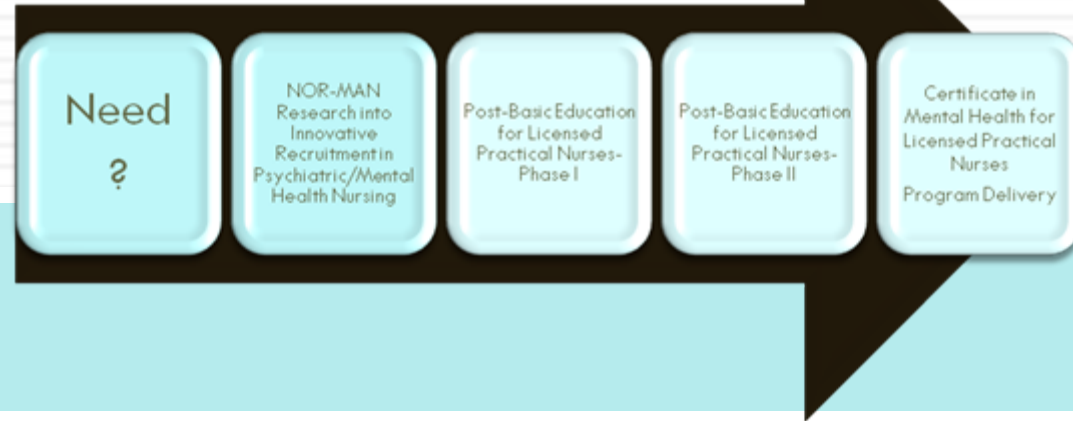 Need
?
NOR-MAN
Research into
Innovative
Recruitment in
Psychiatric/Mental
Health Nursing
Post-Basic Education
for Licensed
Practical Nurses-
Phase I
Post-Basic Education
for Licensed
Practical Nurses-
Phase II
Certificate in
Mental Health for
Licensed Practical
Nurses
Program Delivery